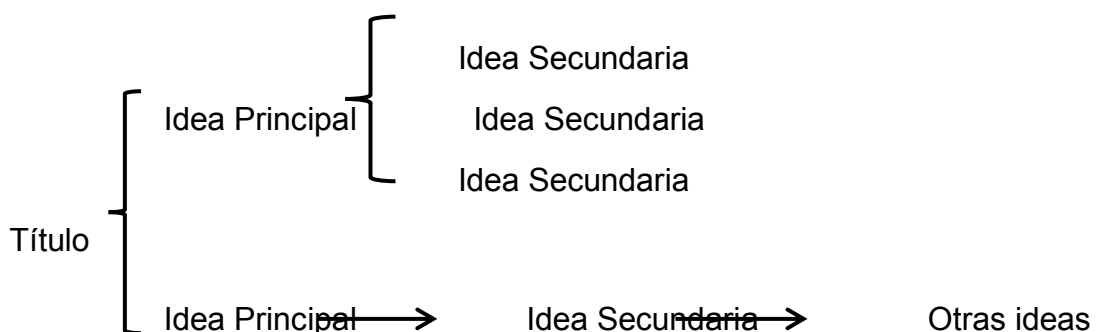 Idea Secundaria
Idea Principal Idea Secundaria
Idea Secundaria
Título
Idea Principal Idea Secundaria Otras ideas